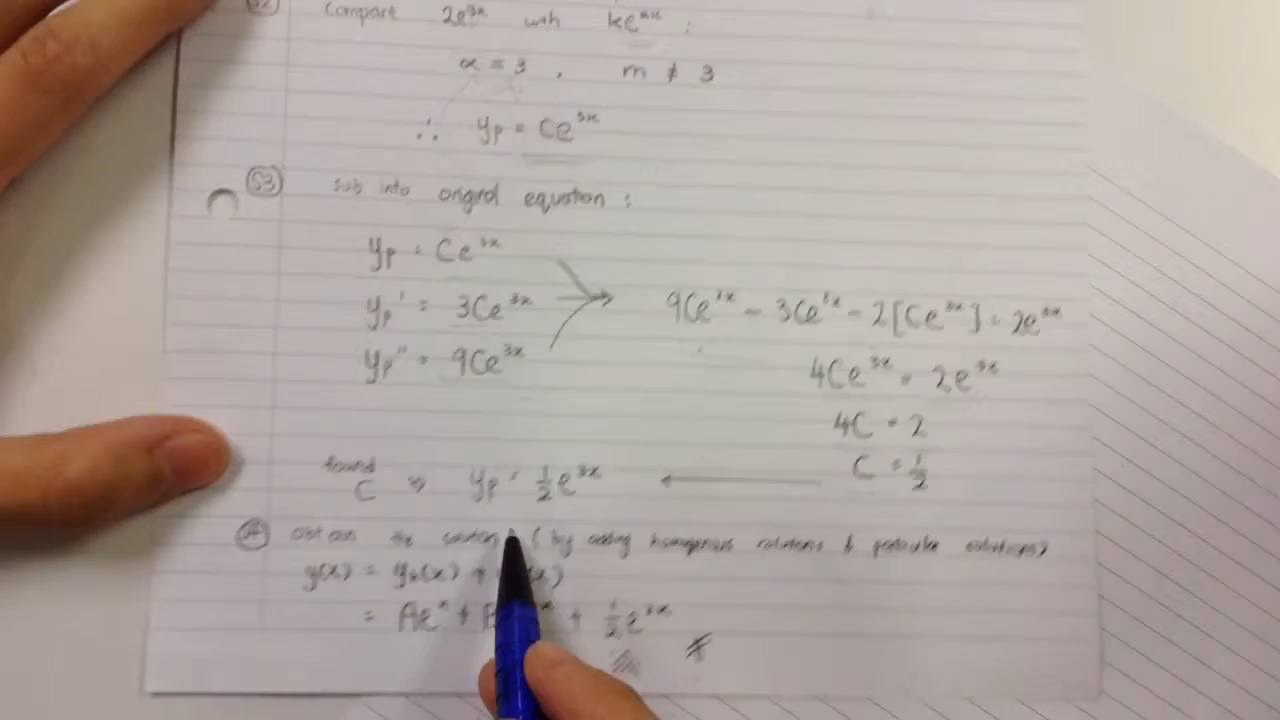 Compare 2e^3x with ke^αx :
α = 3 , m ≠ 3
∴ yp = Ce^3x
S3 sub into original equation :
yp = Ce^3x
yp' = 3Ce^3x
yp'' = 9Ce^3x
9Ce^3x - 3Ce^3x - 2[Ce^3x] = 2e^3x
4Ce^3x = 2e^3x
4C = 2
C = 1/2
found C ⇒ yp = 1/2 e^3x
S4 obtain the solution (by adding homogenous solutions & particular solutions)
y(x) = yh(x) + (x)
= Ae^x + B x + 1/2 e^3x